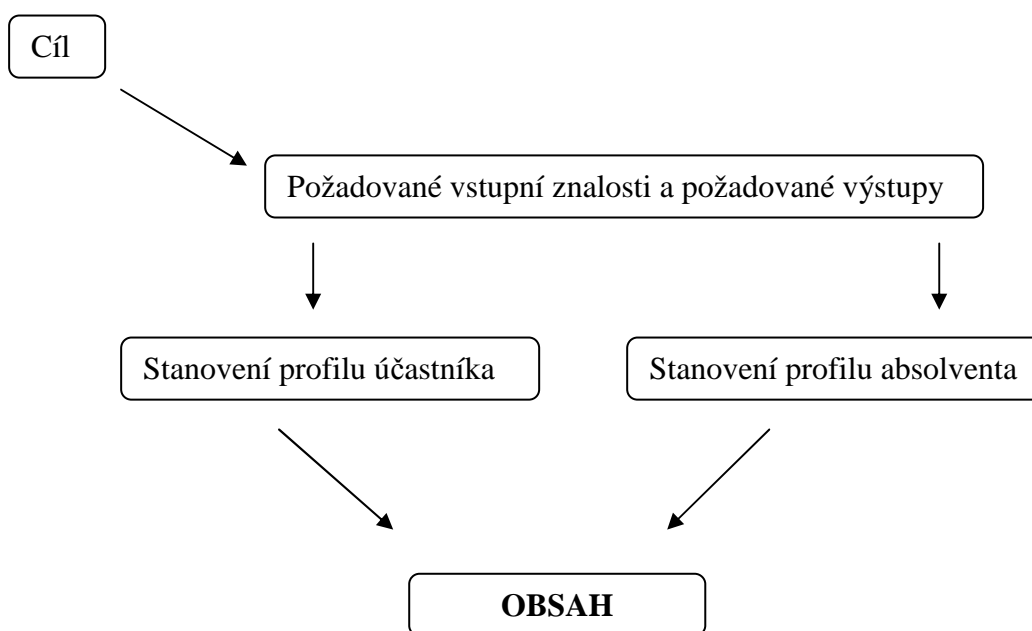 Cíl
Požadované vstupní znalosti a požadované výstupy
Stanovení profilu účastníka
Stanovení profilu absolventa
OBSAH